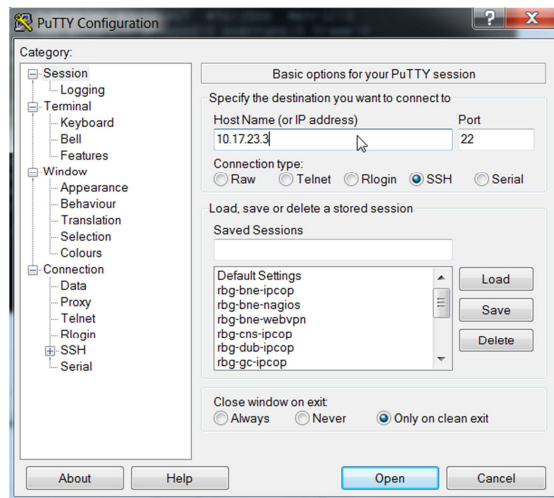 PuTTY Configuration
Category:
Session
Logging
Terminal
Keyboard
Bell
Features
Window
Appearance
Behaviour
Translation
Selection
Colours
Connection
Data
Proxy
Telnet
Rlogin
SSH
Serial
Basic options for your PuTTY session
Specify the destination you want to connect to
Host Name (or IP address) Port
10.17.23.3 22
Connection type:
Raw Telnet Rlogin SSH Serial
Load, save or delete a stored session
Saved Sessions
Default Settings
rbg-bne-ipcop
rbg-bne-nagios
rbg-bne-webvpn
rbg-cns-ipcop
rbg-dub-ipcop
rbg-gc-ipcop
Load
Save
Delete
Close window on exit:
Always Never Only on clean exit
About Help Open Cancel